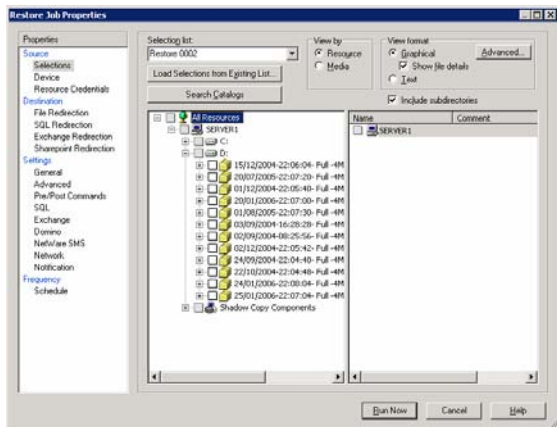 Restore Job Properties
Properties
Source
Selections
Device
Resource Credentials
Destination
File Redirection
SQL Redirection
Exchange Redirection
Sharepoint Redirection
Settings
General
Advanced
Pre/Post Commands
SQL
Exchange
Domino
NetWare SMS
Network
Notification
Frequency
Schedule
Selection list:
Restore 0002
Load Selections from Existing List...
Search Catalogs
View by
Resource
Media
View format
Graphical
Advanced...
Show file details
Text
Include subdirectories
All Resources
SERVER1
C:
D:
15/12/2004-22:06:04- Full -4M
20/07/2005-22:07:20- Full -4M
01/12/2004-22:05:40- Full -4M
20/01/2006-22:07:00- Full -4M
01/08/2005-22:07:30- Full -4M
03/09/2004-16:28:28- Full -4M
02/09/2004-08:25:56- Full -4M
02/12/2004-22:05:42- Full -4M
24/09/2004-22:04:40- Full -4M
22/10/2004-22:04:48- Full -4M
24/01/2006-22:08:04- Full -4M
25/01/2006-22:07:04- Full -4M
Shadow Copy Components
Name Comment
SERVER1
Run Now Cancel Help